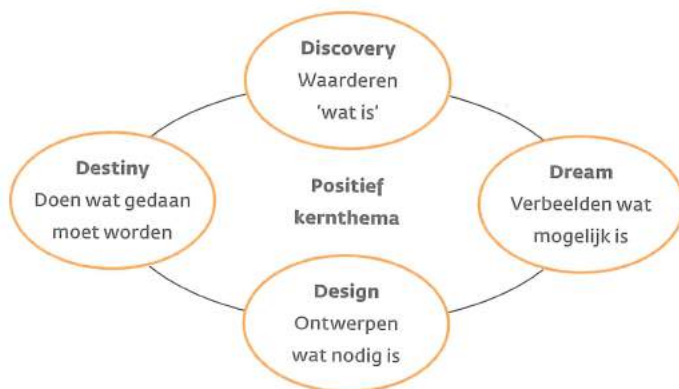 Discovery
Waarderen
'wat is'
Destiny
Doen wat gedaan
moet worden
Positief
kernthema
Dream
Verbeelden wat
mogelijk is
Design
Ontwerpen
wat nodig is